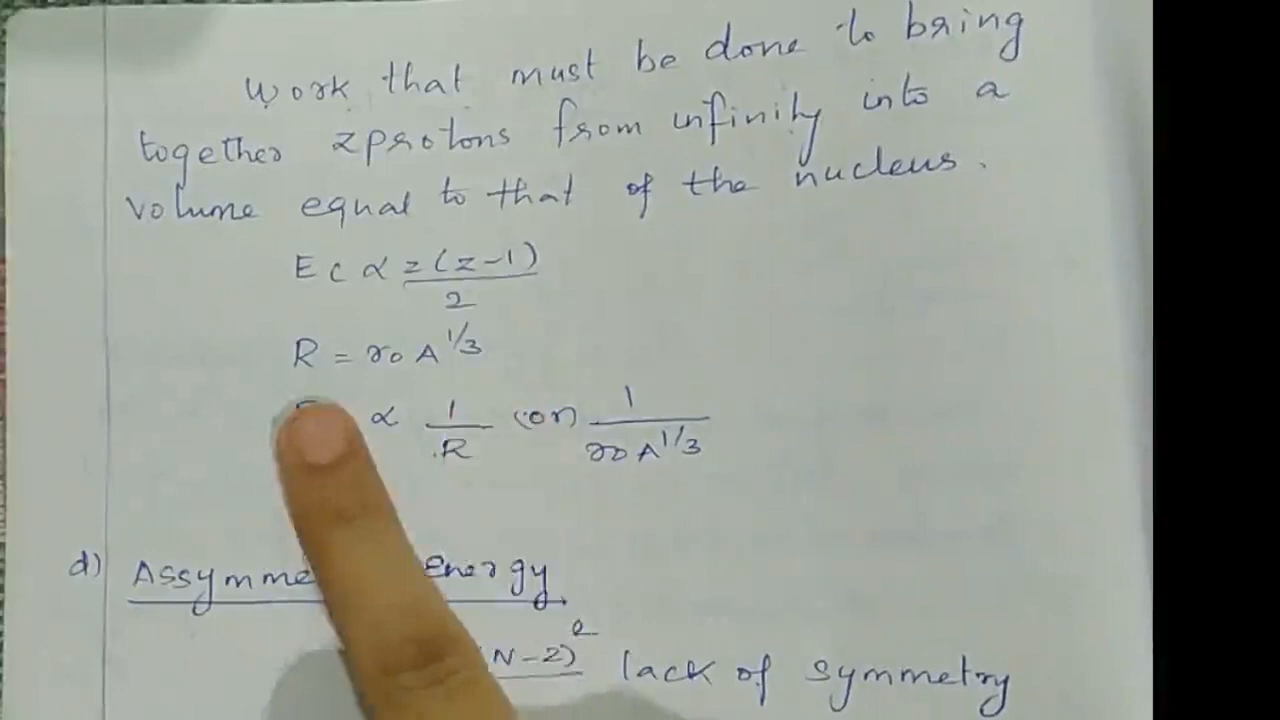 Work that must be done to bring
together z protons from infinity into a
volume equal to that of the nucleus.
Ec ∝ z(z-1)/2
R = r0 A^1/3
∝ 1/R (or) 1/r0 A^1/3
d) Assymme energy
(N-Z)^2 lack of symmetry